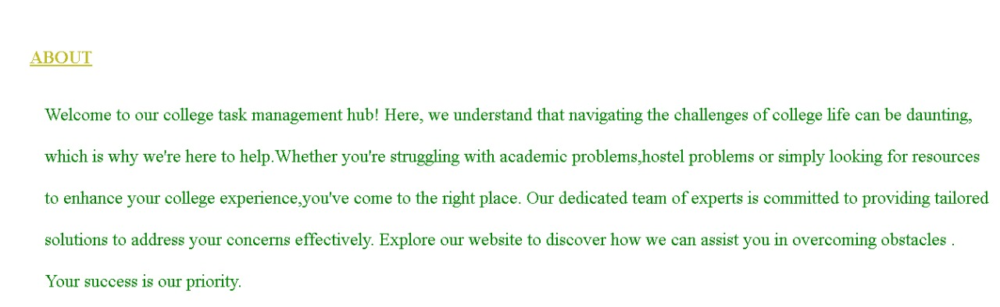 ABOUT
Welcome to our college task management hub! Here, we understand that navigating the challenges of college life can be daunting,
which is why we're here to help.Whether you're struggling with academic problems,hostel problems or simply looking for resources
to enhance your college experience,you've come to the right place. Our dedicated team of experts is committed to providing tailored
solutions to address your concerns effectively. Explore our website to discover how we can assist you in overcoming obstacles .
Your success is our priority.